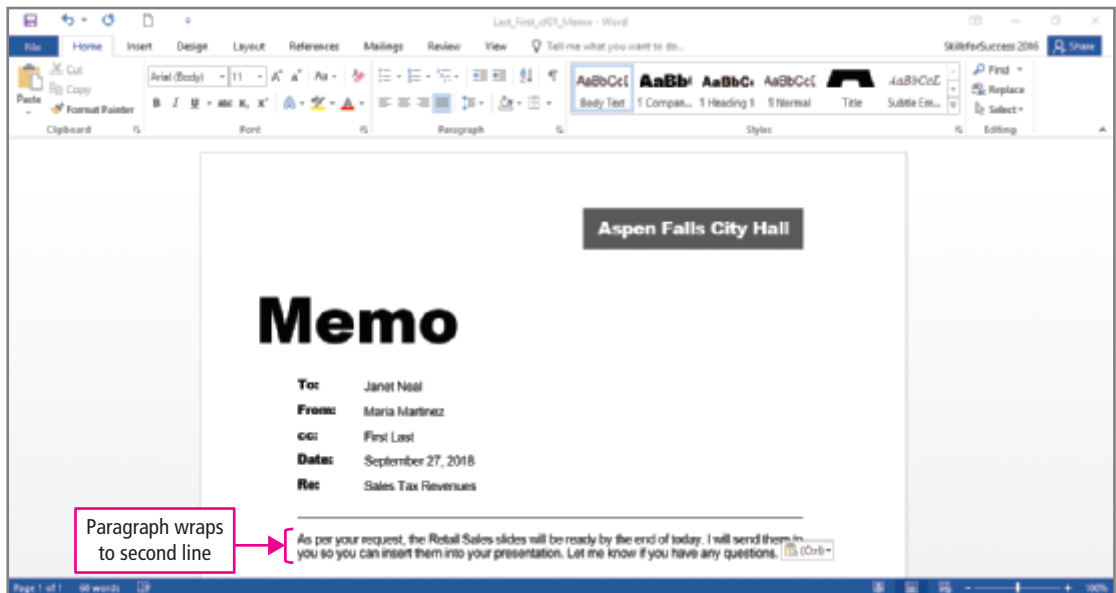 Last_First_cf01_Memo - Word
File Home Insert Design Layout References Mailings Review View Tell me what you want to do... SkillsforSuccess 2016 Share
Paste
Cut
Copy
Format Painter
Clipboard
Arial (Body) 11
B I U abc x, x²
Font
Paragraph
AaBbCcI AaBb AaBbC AaBbCcI AaBbCcI
Body Text 1 Compan... 1 Heading 1 1 Normal Title Subtle Em...
Styles
Find
Replace
Select
Editing
Aspen Falls City Hall
Memo
To: Janet Neal
From: Maria Martinez
cc: First Last
Date: September 27, 2018
Re: Sales Tax Revenues
Paragraph wraps
to second line
As per your request, the Retail Sales slides will be ready by the end of today. I will send them to
you so you can insert them into your presentation. Let me know if you have any questions. (Ctrl)
Page 1 of 1 60 words 100%